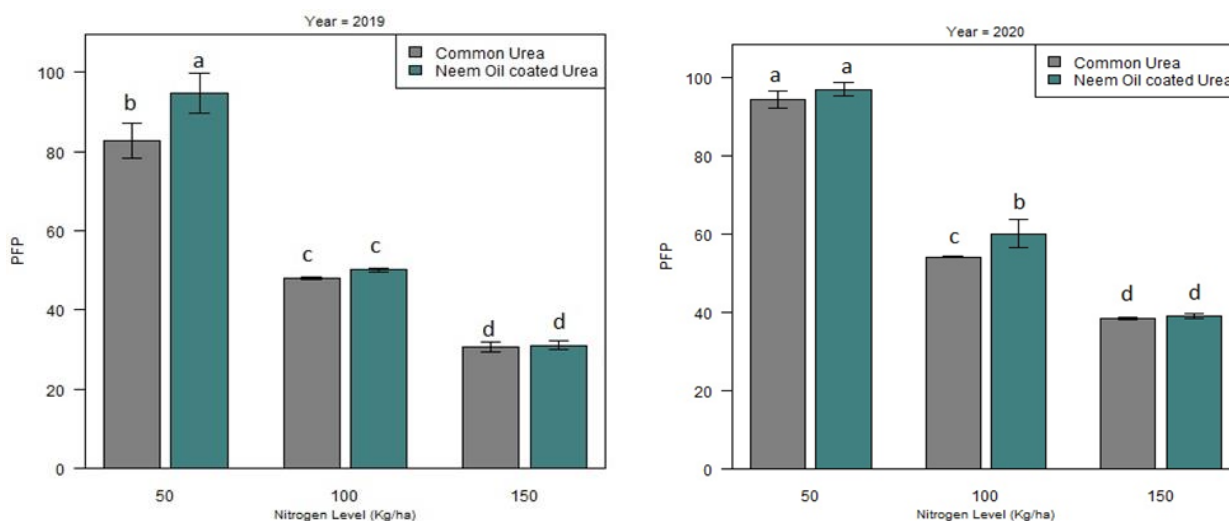 Year = 2019
Common Urea
Neem Oil coated Urea
PFP
100
80
60
40
20
0
b
a
c
c
d
d
50
100
150
Nitrogen Level (Kg/ha)
Year = 2020
Common Urea
Neem Oil coated Urea
PFP
100
80
60
40
20
0
a
a
c
b
d
d
50
100
150
Nitrogen Level (Kg/ha)